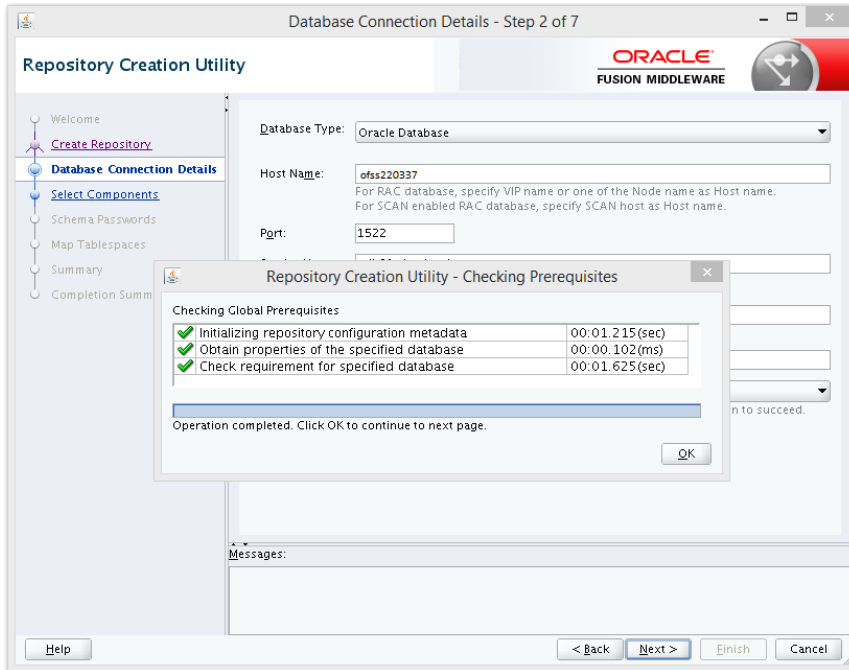 Database Connection Details - Step 2 of 7
Repository Creation Utility
ORACLE
FUSION MIDDLEWARE
Welcome
Create Repository
Database Connection Details
Select Components
Schema Passwords
Map Tablespaces
Summary
Completion Summ
Database Type: Oracle Database
Host Name: ofss220337
For RAC database, specify VIP name or one of the Node name as Host name.
For SCAN enabled RAC database, specify SCAN host as Host name.
Port: 1522
Repository Creation Utility - Checking Prerequisites
Checking Global Prerequisites
Initializing repository configuration metadata 00:01.215(sec)
Obtain properties of the specified database 00:00.102(ms)
Check requirement for specified database 00:01.625(sec)
Operation completed. Click OK to continue to next page.
OK
n to succeed.
Messages:
Help
< Back
Next >
Finish
Cancel